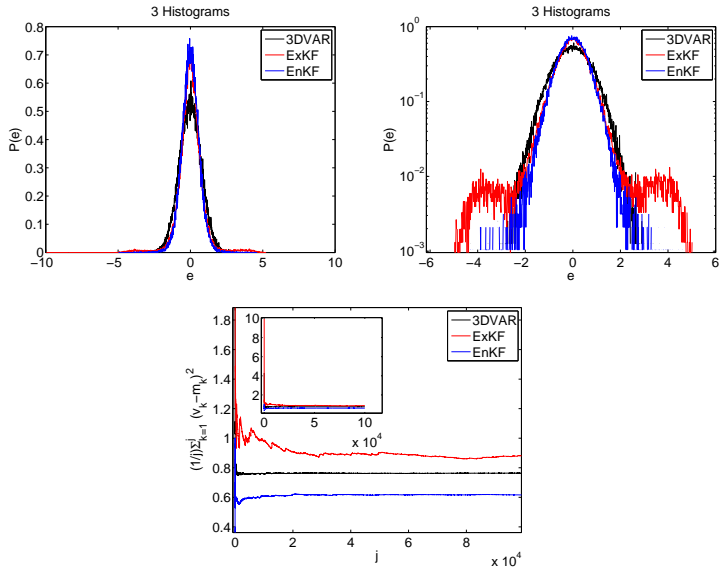 3 Histograms
0.8
0.7
0.6
0.5
0.4
0.3
0.2
0.1
0
P(e)
−10
−5
0
5
10
e
3DVAR
ExKF
EnKF
3 Histograms
10^0
10^−1
10^−2
10^−3
P(e)
−6
−4
−2
0
2
4
6
e
3DVAR
ExKF
EnKF
1.8
1.6
1.4
1.2
1
0.8
0.6
0.4
(1/j)Σ^j_{k=1} (v_k−m_k)^2
10
8
6
4
2
0
5
10
x 10^4
3DVAR
ExKF
EnKF
0
2
4
6
8
j
x 10^4